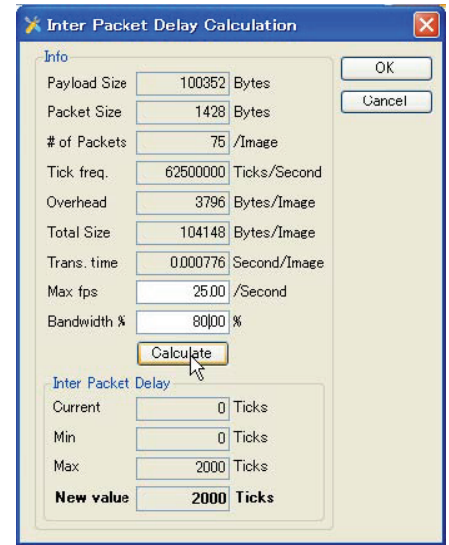 Inter Packet Delay Calculation
Info
Payload Size 100352 Bytes
Packet Size 1428 Bytes
# of Packets 75 /Image
Tick freq. 62500000 Ticks/Second
Overhead 3796 Bytes/Image
Total Size 104148 Bytes/Image
Trans. time 0.000776 Second/Image
Max fps 25.00 /Second
Bandwidth % 80.00 %
Calculate
OK
Cancel
Inter Packet Delay
Current 0 Ticks
Min 0 Ticks
Max 2000 Ticks
New value 2000 Ticks